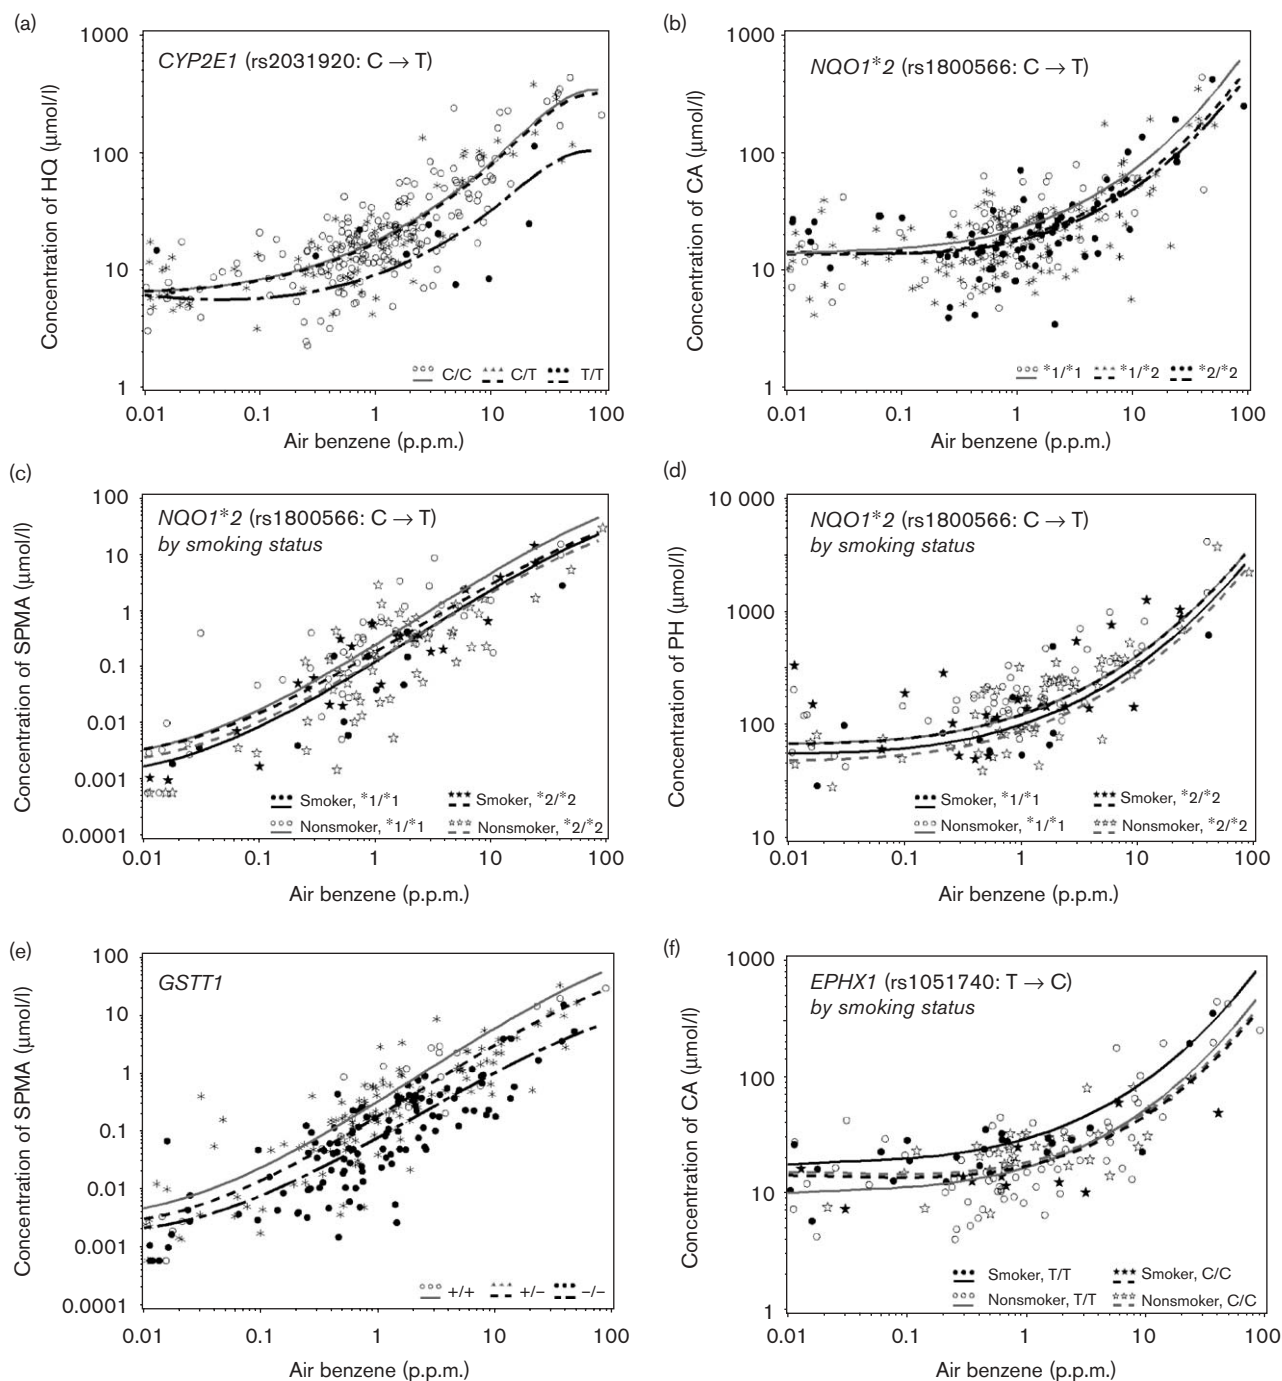 (a)
CYP2E1 (rs2031920: C → T)
Concentration of HQ (μmol/l)
1000
100
10
1
C/C C/T T/T
0.01 0.1 1 10 100
Air benzene (p.p.m.)
(b)
NQO1*2 (rs1800566: C → T)
Concentration of CA (μmol/l)
1000
100
10
1
*1/*1 *1/*2 *2/*2
0.01 0.1 1 10 100
Air benzene (p.p.m.)
(c)
NQO1*2 (rs1800566: C → T)
by smoking status
Concentration of SPMA (μmol/l)
100
10
1
0.1
0.01
0.001
0.0001
Smoker, *1/*1 Smoker, *2/*2
Nonsmoker, *1/*1 Nonsmoker, *2/*2
0.01 0.1 1 10 100
Air benzene (p.p.m.)
(d)
NQO1*2 (rs1800566: C → T)
by smoking status
Concentration of PH (μmol/l)
10 000
1000
100
10
Smoker, *1/*1 Smoker, *2/*2
Nonsmoker, *1/*1 Nonsmoker, *2/*2
0.01 0.1 1 10 100
Air benzene (p.p.m.)
(e)
GSTT1
Concentration of SPMA (μmol/l)
100
10
1
0.1
0.01
0.001
0.0001
+/+ +/− −/−
0.01 0.1 1 10 100
Air benzene (p.p.m.)
(f)
EPHX1 (rs1051740: T → C)
by smoking status
Concentration of CA (μmol/l)
1000
100
10
1
Smoker, T/T Smoker, C/C
Nonsmoker, T/T Nonsmoker, C/C
0.01 0.1 1 10 100
Air benzene (p.p.m.)